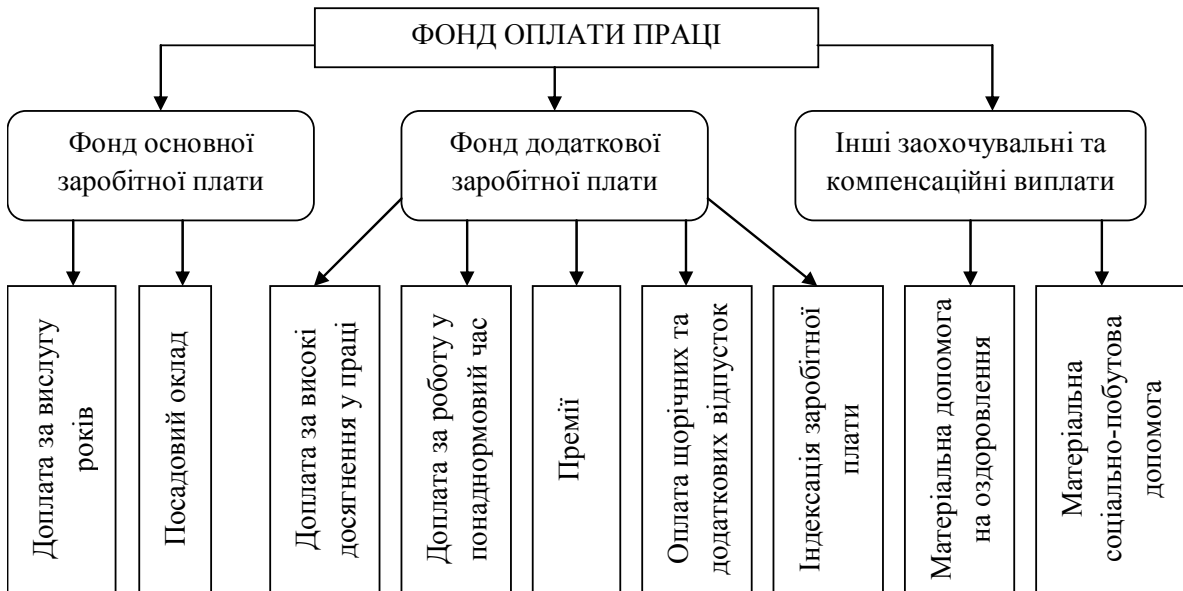 ФОНД ОПЛАТИ ПРАЦІ
Фонд основної
заробітної плати
Фонд додаткової
заробітної плати
Інші заохочувальні та
компенсаційні виплати
Доплата за вислугу
років
Посадовий оклад
Доплата за високі
досягнення у праці
Доплата за роботу у
понаднормовий час
Премії
Оплата щорічних та
додаткових відпусток
Індексація заробітної
плати
Матеріальна допомога
на оздоровлення
Матеріальна
соціально-побутова
допомога